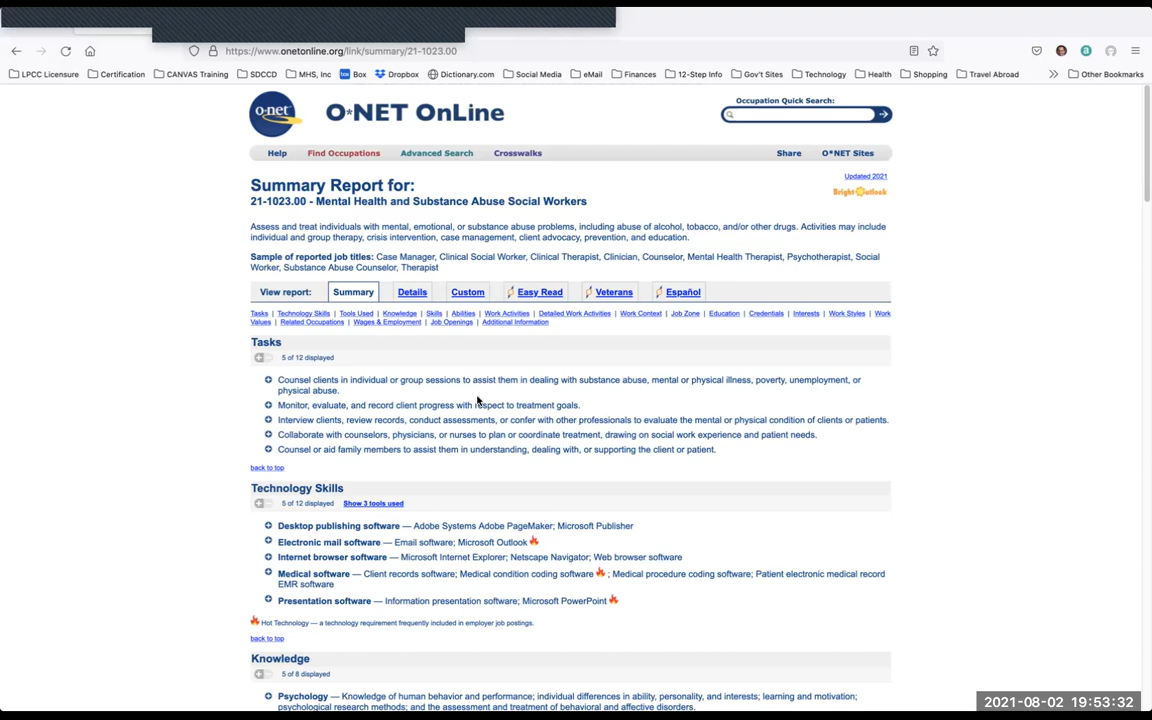 https://www.onetonline.org/link/summary/21-1023.00
LPCC Licensure Certification CANVAS Training SDCCD MHS, Inc Box Dropbox Dictionary.com Social Media eMail Finances 12-Step Info Gov't Sites Technology Health Shopping Travel Abroad Other Bookmarks
o·net O*NET OnLine
Occupation Quick Search:
Help Find Occupations Advanced Search Crosswalks Share O*NET Sites
Updated 2021
Bright Outlook
Summary Report for:
21-1023.00 - Mental Health and Substance Abuse Social Workers
Assess and treat individuals with mental, emotional, or substance abuse problems, including abuse of alcohol, tobacco, and/or other drugs. Activities may include
individual and group therapy, crisis intervention, case management, client advocacy, prevention, and education.
Sample of reported job titles: Case Manager, Clinical Social Worker, Clinical Therapist, Clinician, Counselor, Mental Health Therapist, Psychotherapist, Social
Worker, Substance Abuse Counselor, Therapist
View report: Summary Details Custom Easy Read Veterans Español
Tasks | Technology Skills | Tools Used | Knowledge | Skills | Abilities | Work Activities | Detailed Work Activities | Work Context | Job Zone | Education | Credentials | Interests | Work Styles | Work
Values | Related Occupations | Wages & Employment | Job Openings | Additional Information
Tasks
5 of 12 displayed
Counsel clients in individual or group sessions to assist them in dealing with substance abuse, mental or physical illness, poverty, unemployment, or
physical abuse.
Monitor, evaluate, and record client progress with respect to treatment goals.
Interview clients, review records, conduct assessments, or confer with other professionals to evaluate the mental or physical condition of clients or patients.
Collaborate with counselors, physicians, or nurses to plan or coordinate treatment, drawing on social work experience and patient needs.
Counsel or aid family members to assist them in understanding, dealing with, or supporting the client or patient.
back to top
Technology Skills
5 of 12 displayed Show 3 tools used
Desktop publishing software — Adobe Systems Adobe PageMaker; Microsoft Publisher
Electronic mail software — Email software; Microsoft Outlook
Internet browser software — Microsoft Internet Explorer; Netscape Navigator; Web browser software
Medical software — Client records software; Medical condition coding software ; Medical procedure coding software; Patient electronic medical record
EMR software
Presentation software — Information presentation software; Microsoft PowerPoint
Hot Technology — a technology requirement frequently included in employer job postings.
back to top
Knowledge
5 of 8 displayed
Psychology — Knowledge of human behavior and performance; individual differences in ability, personality, and interests; learning and motivation;
psychological research methods; and the assessment and treatment of behavioral and affective disorders.
2021-08-02 19:53:32